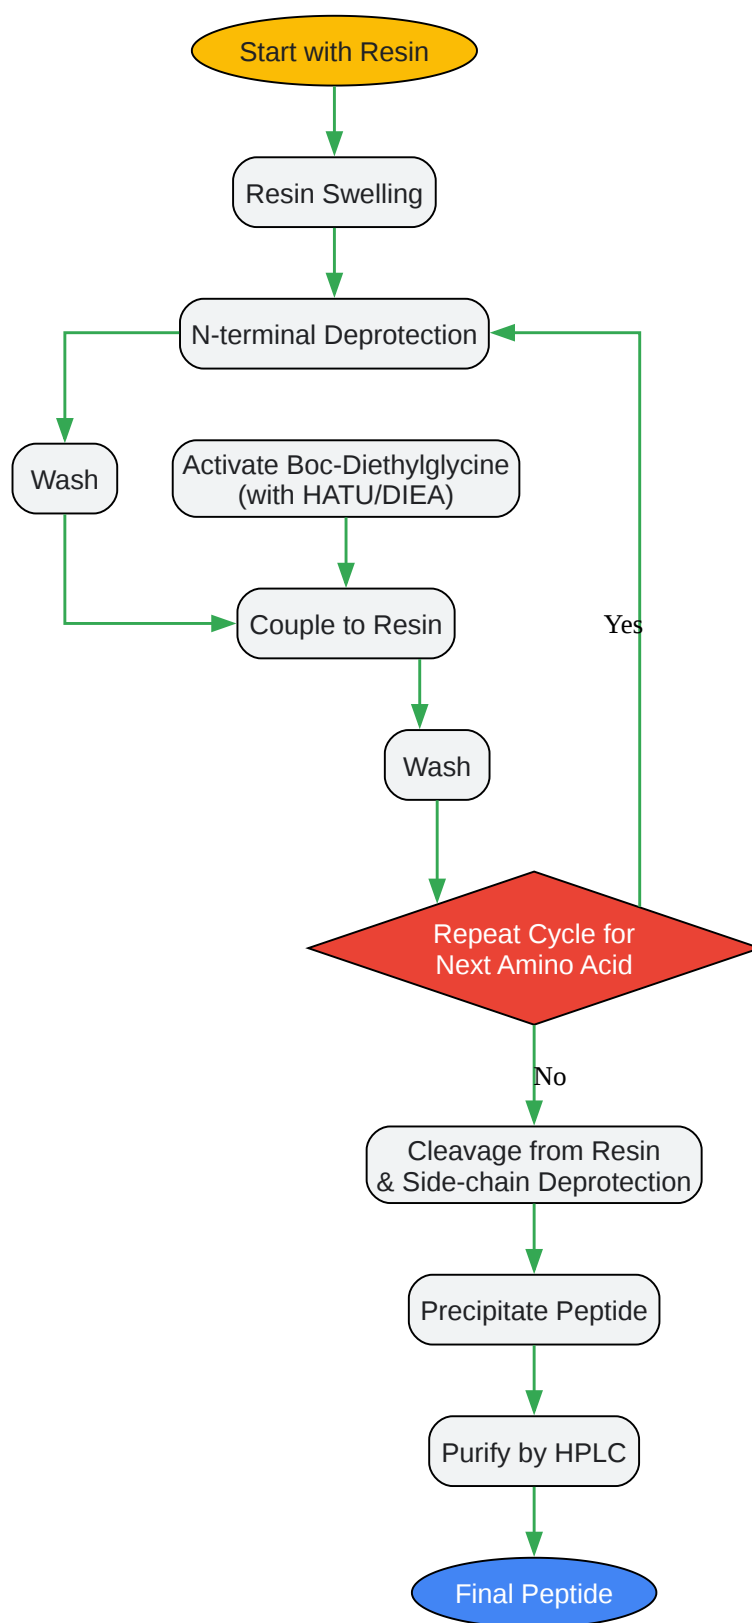 Start with Resin
Resin Swelling
N-terminal Deprotection
Wash
Activate Boc-Diethylglycine
(with HATU/DIEA)
Couple to Resin
Yes
Wash
Repeat Cycle for
Next Amino Acid
No
Cleavage from Resin
& Side-chain Deprotection
Precipitate Peptide
Purify by HPLC
Final Peptide